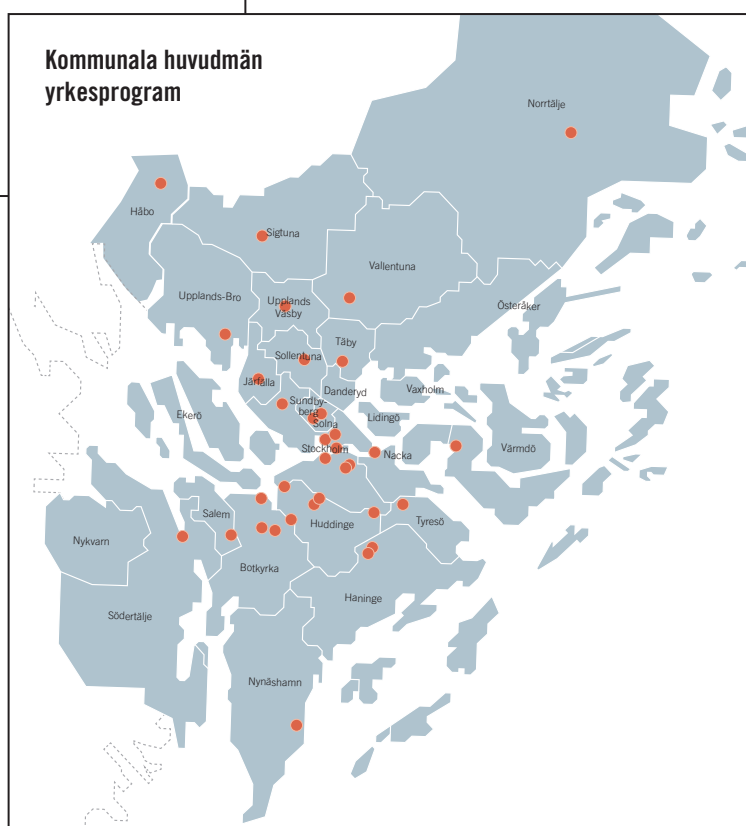 Kommunala huvudmän
yrkesprogram
Norrtälje
Håbo
Sigtuna
Vallentuna
Upplands-Bro
Upplands
Väsby
Österåker
Täby
Sollentuna
Järfälla
Danderyd
Vaxholm
Sundby-
berg
Ekerö
Lidingö
Solna
Stockholm
Nacka
Värmdö
Salem
Huddinge
Tyresö
Nykvarn
Botkyrka
Haninge
Södertälje
Nynäshamn